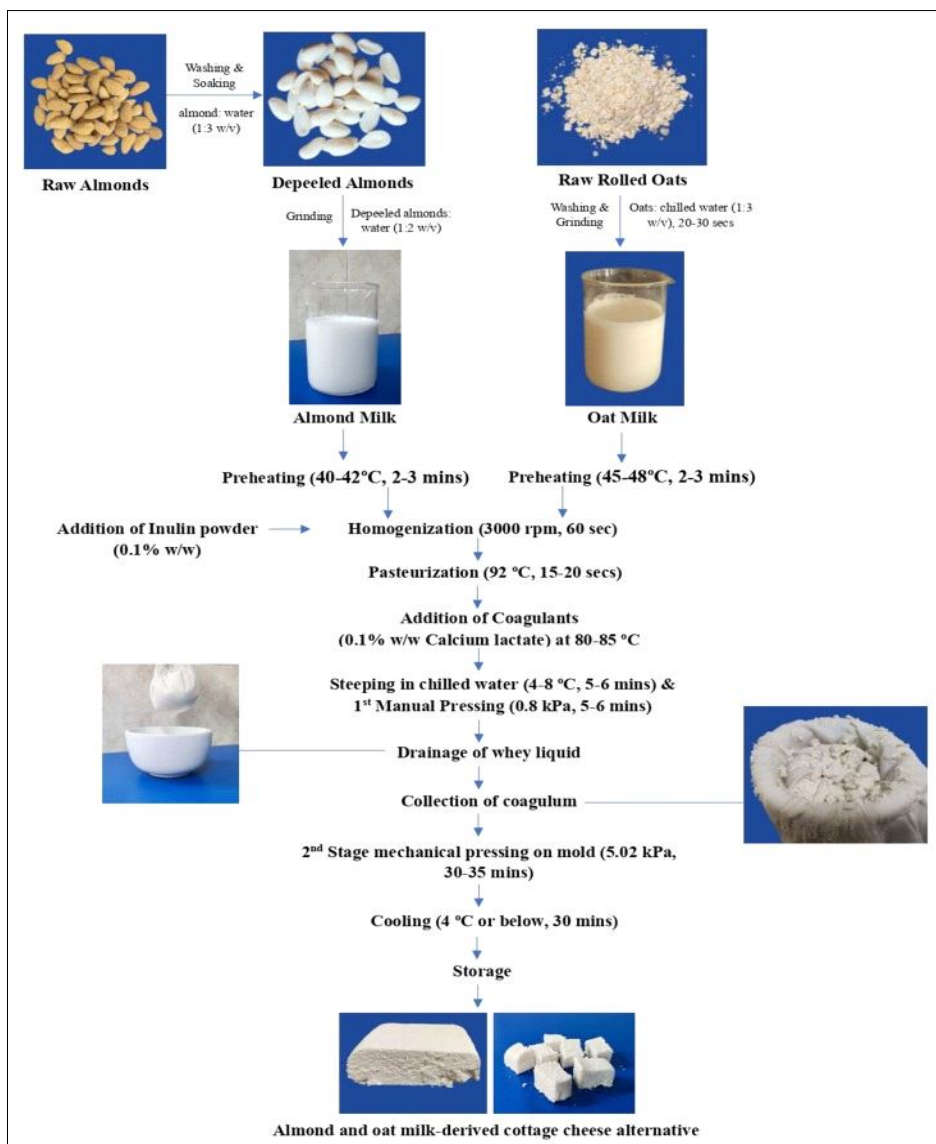 Washing &
Soaking
almond: water
(1:3 w/v)
Raw Almonds
Depeeled Almonds
Raw Rolled Oats
Grinding
Depeeled almonds:
water (1:2 w/v)
Washing &
Grinding
Oats: chilled water (1:3
w/v), 20-30 secs
Almond Milk
Oat Milk
Preheating (40-42ºC, 2-3 mins)
Preheating (45-48ºC, 2-3 mins)
Addition of Inulin powder
(0.1% w/w)
Homogenization (3000 rpm, 60 sec)
Pasteurization (92 ºC, 15-20 secs)
Addition of Coagulants
(0.1% w/w Calcium lactate) at 80-85 ºC
Steeping in chilled water (4-8 ºC, 5-6 mins) &
1st Manual Pressing (0.8 kPa, 5-6 mins)
Drainage of whey liquid
Collection of coagulum
2nd Stage mechanical pressing on mold (5.02 kPa,
30-35 mins)
Cooling (4 ºC or below, 30 mins)
Storage
Almond and oat milk-derived cottage cheese alternative